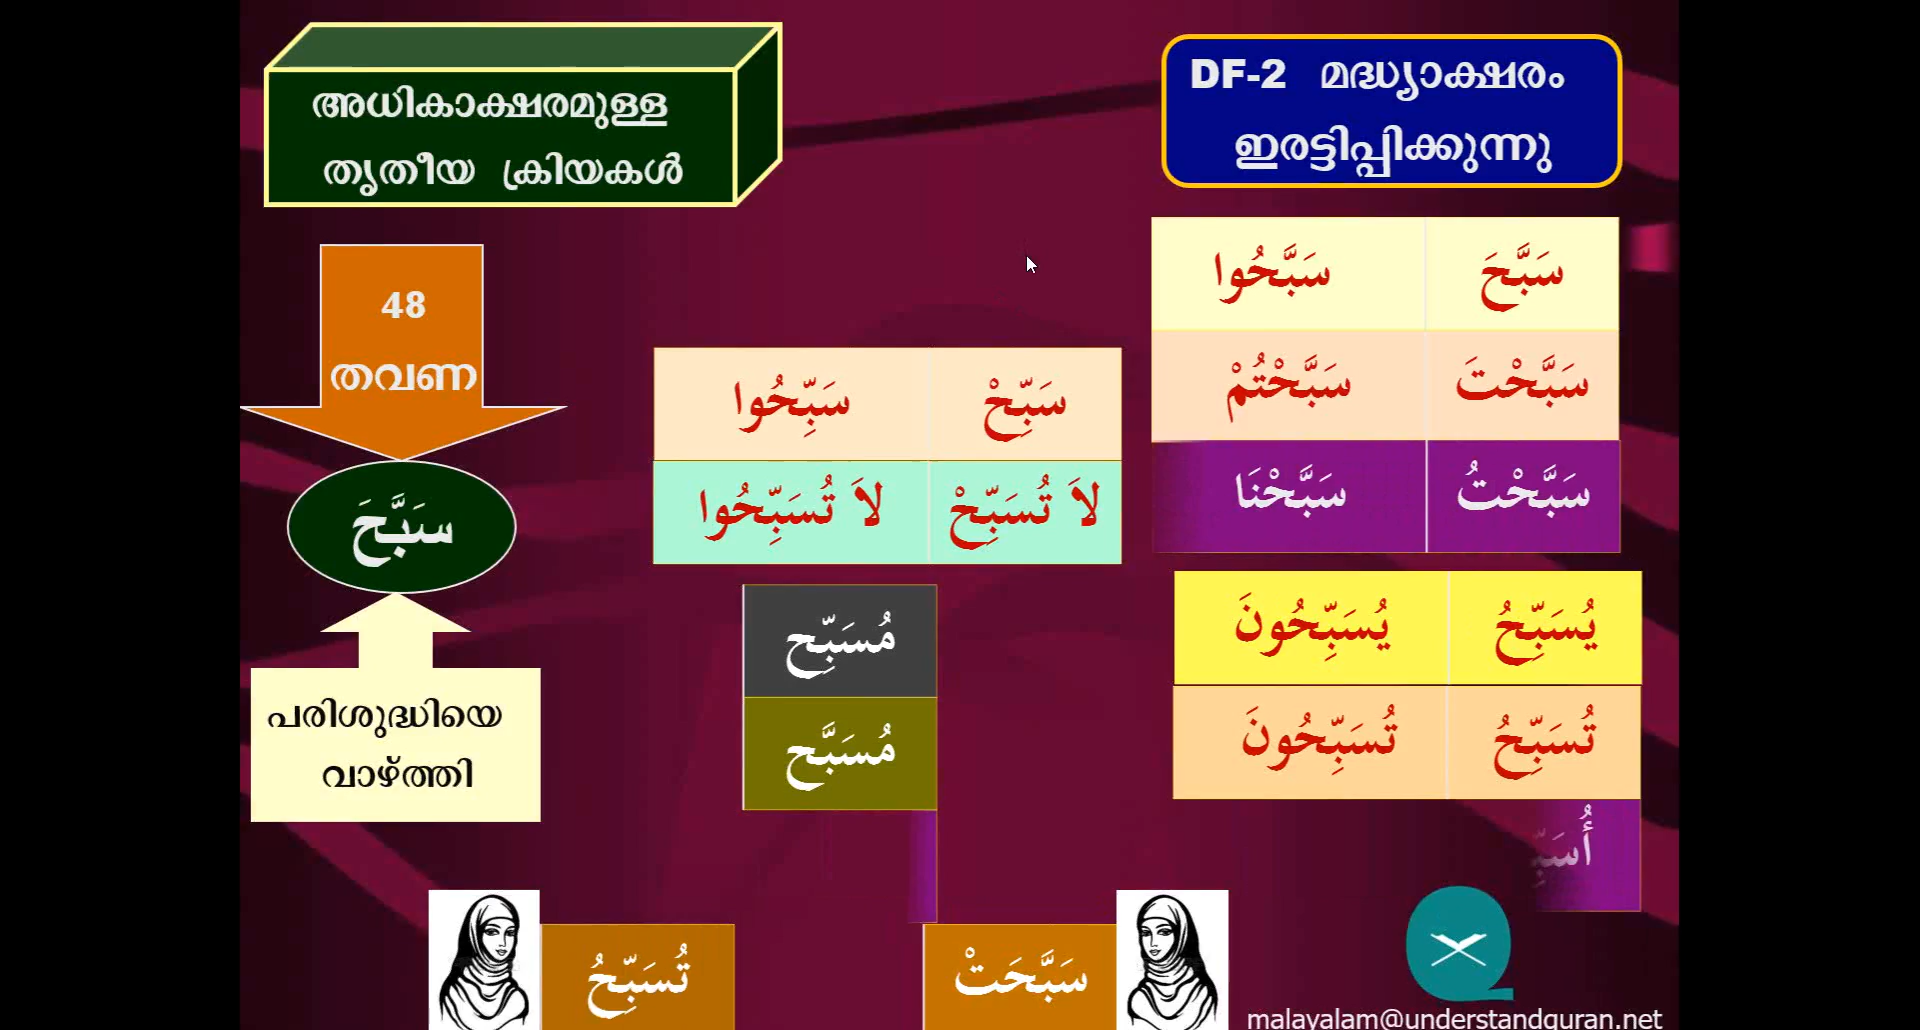 അധികാക്ഷരമുള്ള
തൃതീയ ക്രിയകൾ
DF-2 മദ്ധ്യാക്ഷരം
ഇരട്ടിപ്പിക്കുന്നു
48
തവണ
سَبَّحَ
പരിശുദ്ധിയെ
വാഴ്ത്തി
سَبَّحَ سَبَّحُوا
سَبَّحْتَ سَبَّحْتُمْ
سَبَّحْتُ سَبَّحْنَا
سَبِّحْ سَبِّحُوا
لاَ تُسَبِّحْ لاَ تُسَبِّحُوا
يُسَبِّحُ يُسَبِّحُونَ
تُسَبِّحُ تُسَبِّحُونَ
مُسَبِّح
مُسَبَّح
سَبَّحَتْ
تُسَبِّحُ
malayalam@understandquran.net